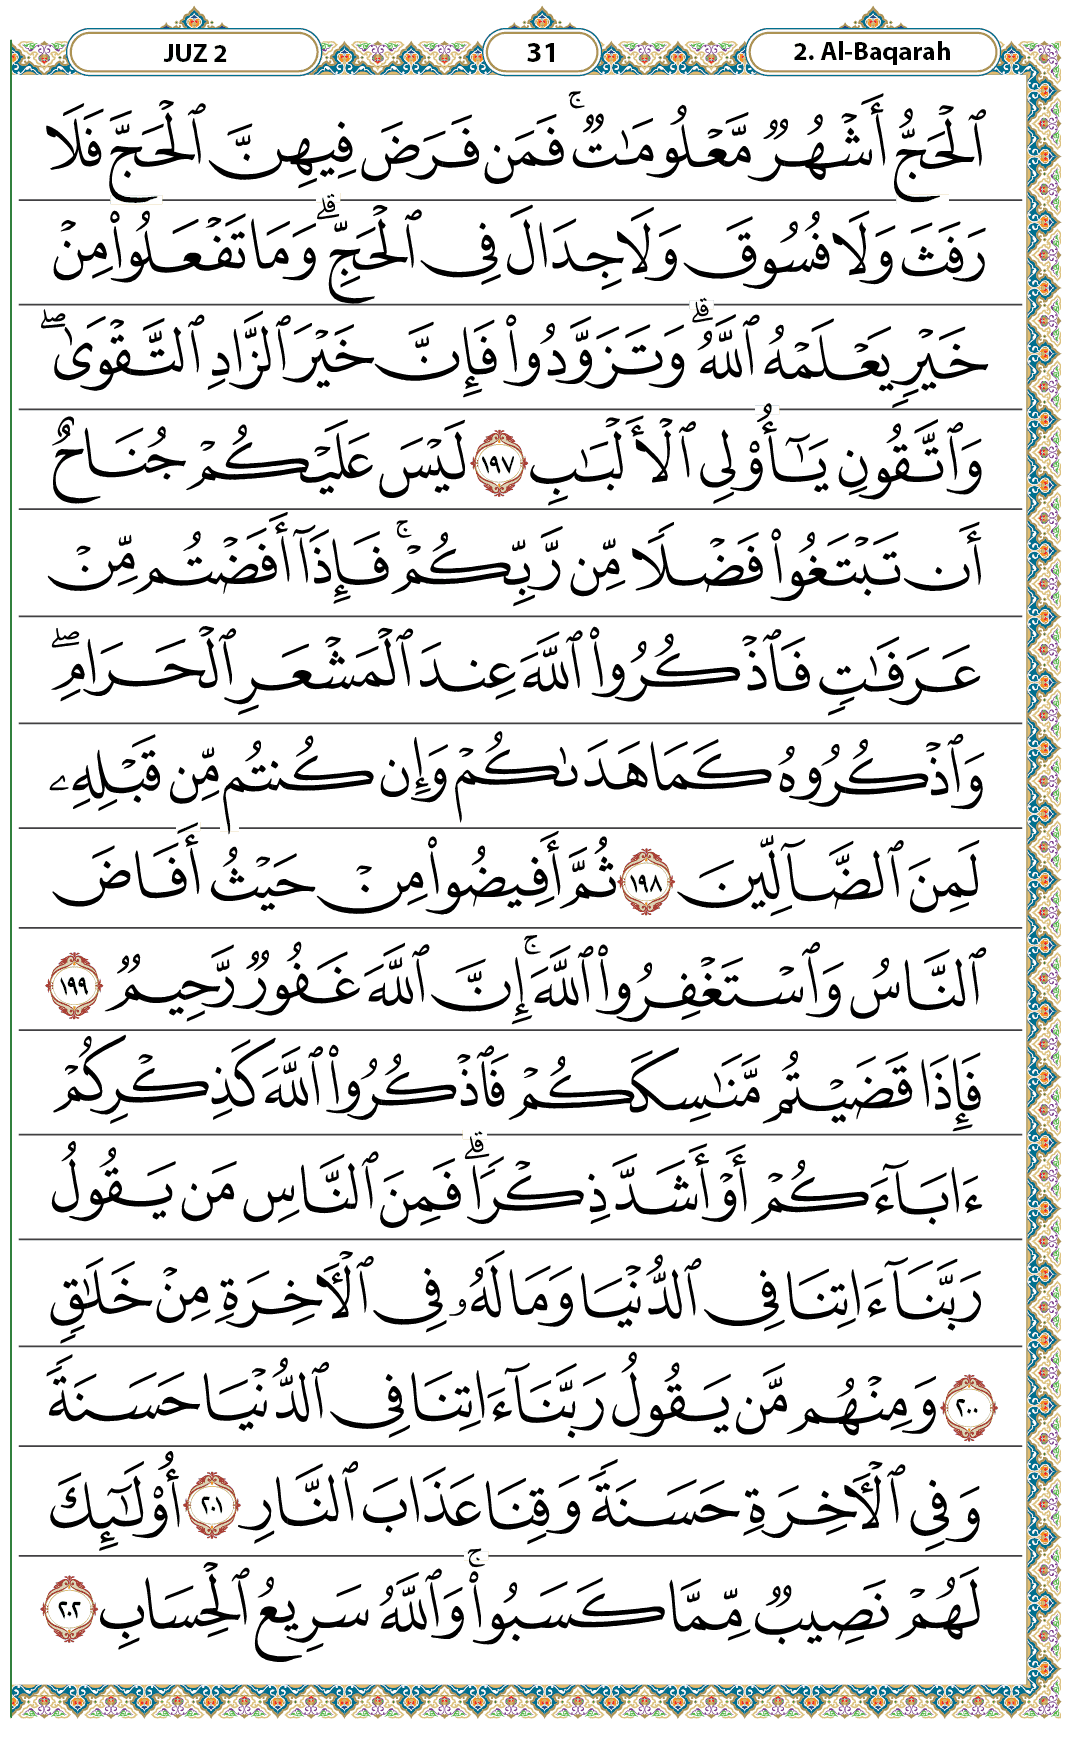 JUZ 2 31 2. Al-Baqarah
ٱلۡحَجُّ أَشۡهُرٞ مَّعۡلُومَٰتٞۚ فَمَن فَرَضَ فِيهِنَّ ٱلۡحَجَّ فَلَا
رَفَثَ وَلَا فُسُوقَ وَلَا جِدَالَ فِي ٱلۡحَجِّۗ وَمَا تَفۡعَلُواْ مِنۡ
خَيۡرٖ يَعۡلَمۡهُ ٱللَّهُۗ وَتَزَوَّدُواْ فَإِنَّ خَيۡرَ ٱلزَّادِ ٱلتَّقۡوَىٰۖ
وَٱتَّقُونِ يَٰٓأُوْلِي ٱلۡأَلۡبَٰبِ ١٩٧ لَيۡسَ عَلَيۡكُمۡ جُنَاحٌ
أَن تَبۡتَغُواْ فَضۡلٗا مِّن رَّبِّكُمۡۚ فَإِذَآ أَفَضۡتُم مِّنۡ
عَرَفَٰتٖ فَٱذۡكُرُواْ ٱللَّهَ عِندَ ٱلۡمَشۡعَرِ ٱلۡحَرَامِۖ
وَٱذۡكُرُوهُ كَمَا هَدَىٰكُمۡ وَإِن كُنتُم مِّن قَبۡلِهِۦ
لَمِنَ ٱلضَّآلِّينَ ١٩٨ ثُمَّ أَفِيضُواْ مِنۡ حَيۡثُ أَفَاضَ
ٱلنَّاسُ وَٱسۡتَغۡفِرُواْ ٱللَّهَۚ إِنَّ ٱللَّهَ غَفُورٞ رَّحِيمٞ ١٩٩
فَإِذَا قَضَيۡتُم مَّنَٰسِكَكُمۡ فَٱذۡكُرُواْ ٱللَّهَ كَذِكۡرِكُمۡ
ءَابَآءَكُمۡ أَوۡ أَشَدَّ ذِكۡرٗاۗ فَمِنَ ٱلنَّاسِ مَن يَقُولُ
رَبَّنَآ ءَاتِنَا فِي ٱلدُّنۡيَا وَمَا لَهُۥ فِي ٱلۡأٓخِرَةِ مِنۡ خَلَٰقٖ
٢٠٠ وَمِنۡهُم مَّن يَقُولُ رَبَّنَآ ءَاتِنَا فِي ٱلدُّنۡيَا حَسَنَةٗ
وَفِي ٱلۡأٓخِرَةِ حَسَنَةٗ وَقِنَا عَذَابَ ٱلنَّارِ ٢٠١ أُوْلَٰٓئِكَ
لَهُمۡ نَصِيبٞ مِّمَّا كَسَبُواْۚ وَٱللَّهُ سَرِيعُ ٱلۡحِسَابِ ٢٠٢